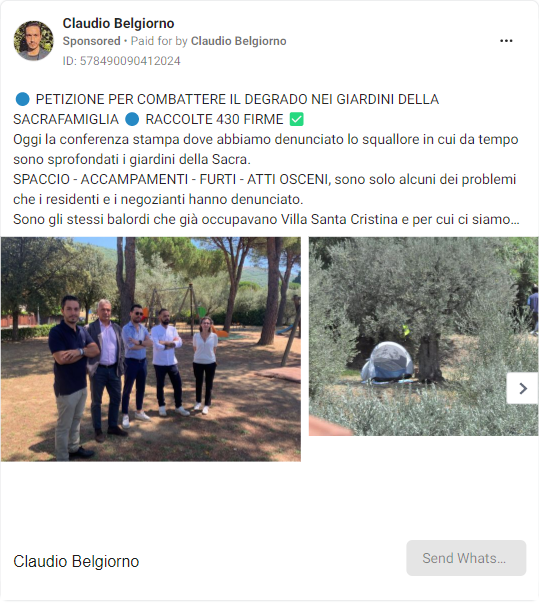 Claudio Belgiorno
Sponsored • Paid for by Claudio Belgiorno
ID: 578490090412024
🔵 PETIZIONE PER COMBATTERE IL DEGRADO NEI GIARDINI DELLA
SACRAFAMIGLIA 🔵 RACCOLTE 430 FIRME ✅
Oggi la conferenza stampa dove abbiamo denunciato lo squallore in cui da tempo
sono sprofondati i giardini della Sacra.
SPACCIO - ACCAMPAMENTI - FURTI - ATTI OSCENI, sono solo alcuni dei problemi
che i residenti e i negozianti hanno denunciato.
Sono gli stessi balordi che già occupavano Villa Santa Cristina e per cui ci siamo...
Claudio Belgiorno
Send Whats...